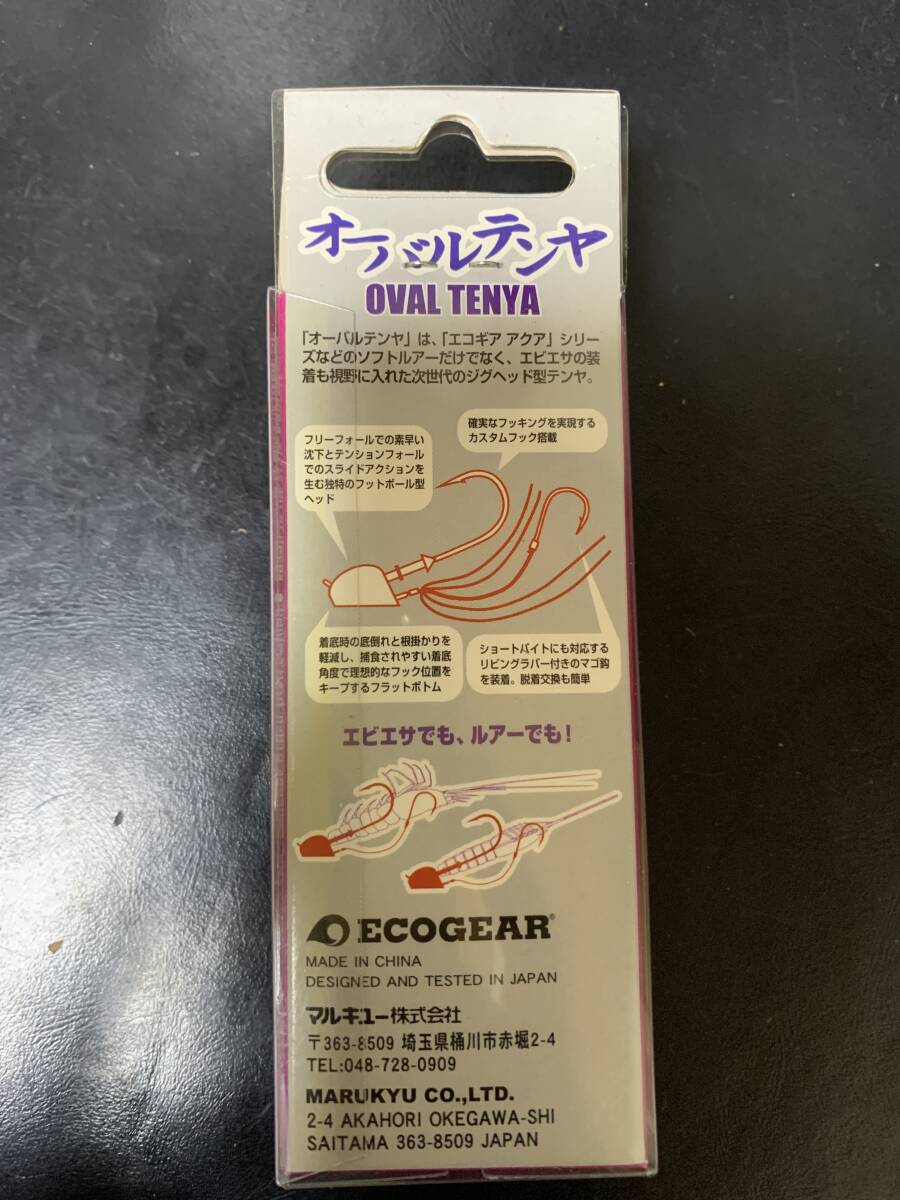 オーバルテンヤ
OVAL TENYA
「オーバルテンヤ」は、「エコギア アクア」シリー
ズなどのソフトルアーだけでなく、エビエサの装
着も視野に入れた次世代のジグヘッド型テンヤ。
確実なフッキングを実現する
カスタムフック搭載
フリーフォールでの素早い
沈下とテンションフォール
でのスライドアクションを
生む独特のフットボール型
ヘッド
着底時の底倒れと根掛かりを
軽減し、捕食されやすい着底
角度で理想的なフック位置を
キープするフラットボトム
ショートバイトにも対応する
リビングラバー付きのマゴ鈎
を装着。脱着交換も簡単
エビエサでも、ルアーでも！
ECOGEAR®
MADE IN CHINA
DESIGNED AND TESTED IN JAPAN
マルキユー株式会社
〒363-8509 埼玉県桶川市赤堀2-4
TEL:048-728-0909
MARUKYU CO.,LTD.
2-4 AKAHORI OKEGAWA-SHI
SAITAMA 363-8509 JAPAN